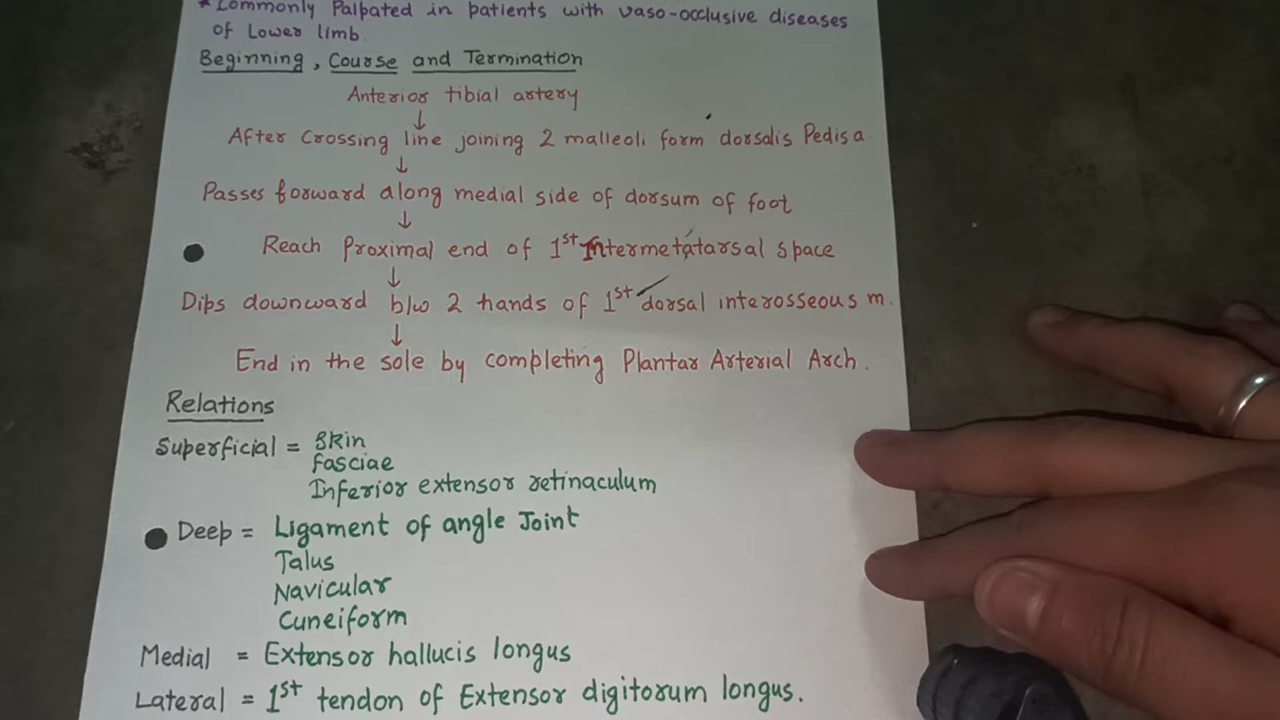 * Commonly Palpated in patients with vaso-occlusive diseases
of Lower limb.
Beginning, Course and Termination
Anterior tibial artery
↓
After Crossing line joining 2 malleoli form dorsalis Pedis a
↓
Passes forward along medial side of dorsum of foot
↓
Reach Proximal end of 1st Intermetatarsal space
↓
Dips downward b/w 2 hands of 1st dorsal interosseous m.
↓
End in the sole by completing Plantar Arterial Arch.
Relations
Superficial = Skin
Fasciae
Inferior extensor retinaculum
Deep = Ligament of angle Joint
Talus
Navicular
Cuneiform
Medial = Extensor hallucis longus
Lateral = 1st tendon of Extensor digitorum longus.